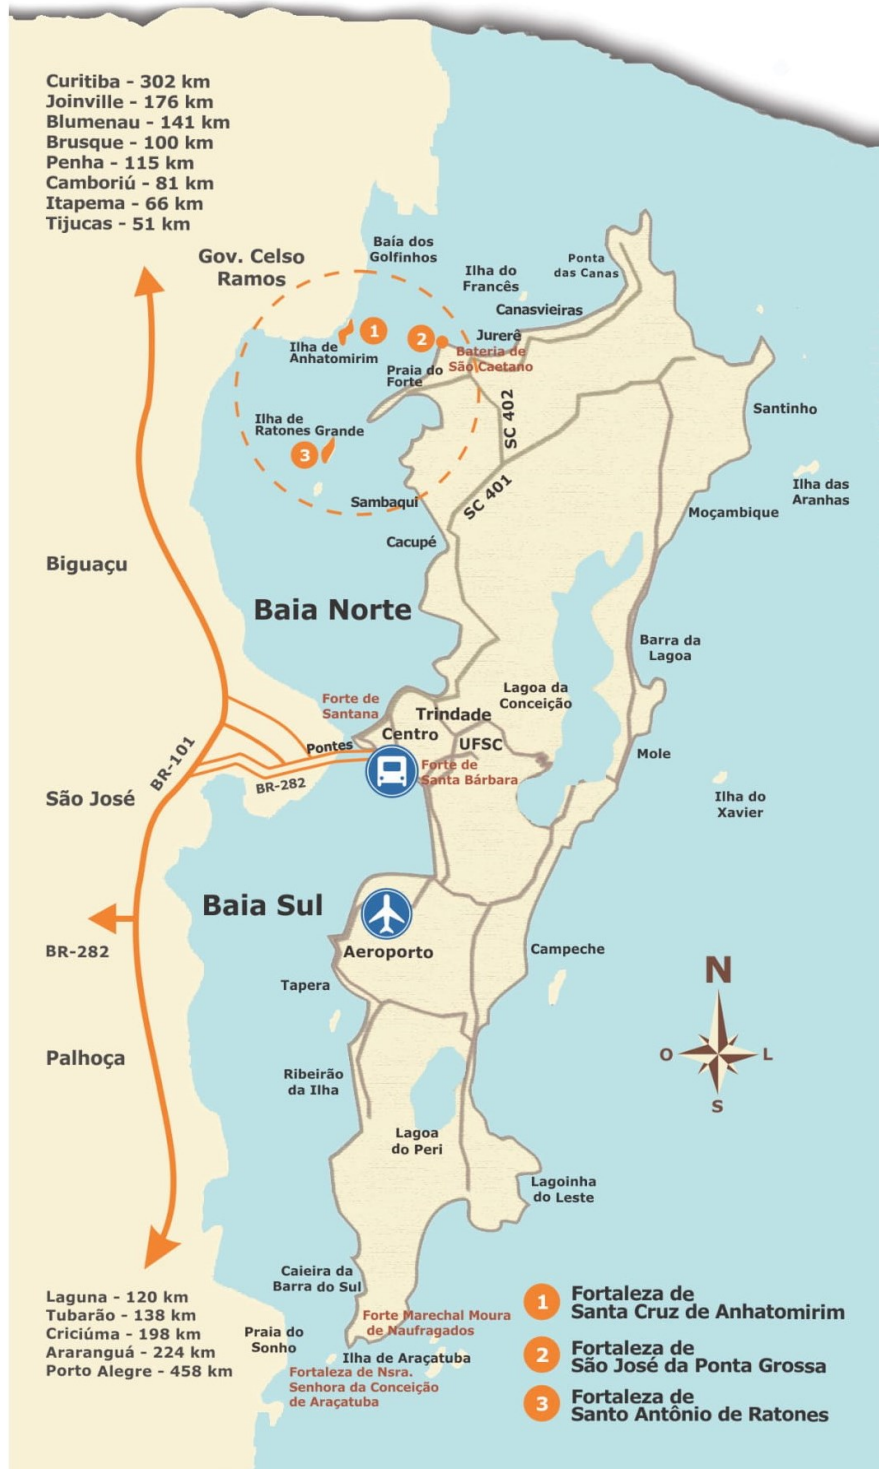 Curitiba - 302 km
Joinville - 176 km
Blumenau - 141 km
Brusque - 100 km
Penha - 115 km
Camboriú - 81 km
Itapema - 66 km
Tijucas - 51 km
Gov. Celso
Ramos
Baía dos
Golfinhos
Ilha do
Francês
Ponta
das Canas
Canasvieiras
1
2
Jurerê
Ilha de
Anhatomirim
Bateria de
São Caetano
Praia do
Forte
Ilha de
Ratones Grande
3
SC 402
Santinho
Sambaqui
SC 401
Ilha das
Aranhas
Moçambique
Cacupé
Biguaçu
Baia Norte
Barra da
Lagoa
Forte de
Santana
Lagoa da
Conceição
Trindade
Centro
UFSC
Pontes
BR-101
BR-282
Forte de
Santa Bárbara
Mole
São José
Ilha do
Xavier
Baia Sul
BR-282
Aeroporto
Campeche
Tapera
N
O
L
S
Palhoça
Ribeirão
da Ilha
Lagoa
do Peri
Lagoinha
do Leste
Caieira da
Barra do Sul
Laguna - 120 km
Tubarão - 138 km
Criciúma - 198 km
Araranguá - 224 km
Porto Alegre - 458 km
Praia do
Sonho
Forte Marechal Moura
de Naufragados
Ilha de Araçatuba
Fortaleza de Nsra.
Senhora da Conceição
de Araçatuba
1 Fortaleza de
Santa Cruz de Anhatomirim
2 Fortaleza de
São José da Ponta Grossa
3 Fortaleza de
Santo Antônio de Ratones